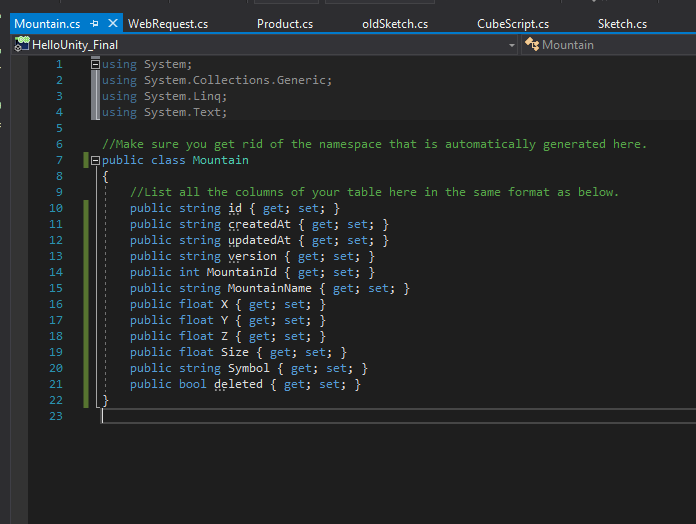 Mountain.cs WebRequest.cs Product.cs oldSketch.cs CubeScript.cs Sketch.cs
HelloUnity_Final Mountain
1 using System;
2 using System.Collections.Generic;
3 using System.Linq;
4 using System.Text;
5
6 //Make sure you get rid of the namespace that is automatically generated here.
7 public class Mountain
8 {
9 //List all the columns of your table here in the same format as below.
10 public string id { get; set; }
11 public string createdAt { get; set; }
12 public string updatedAt { get; set; }
13 public string version { get; set; }
14 public int MountainId { get; set; }
15 public string MountainName { get; set; }
16 public float X { get; set; }
17 public float Y { get; set; }
18 public float Z { get; set; }
19 public float Size { get; set; }
20 public string Symbol { get; set; }
21 public bool deleted { get; set; }
22 }
23